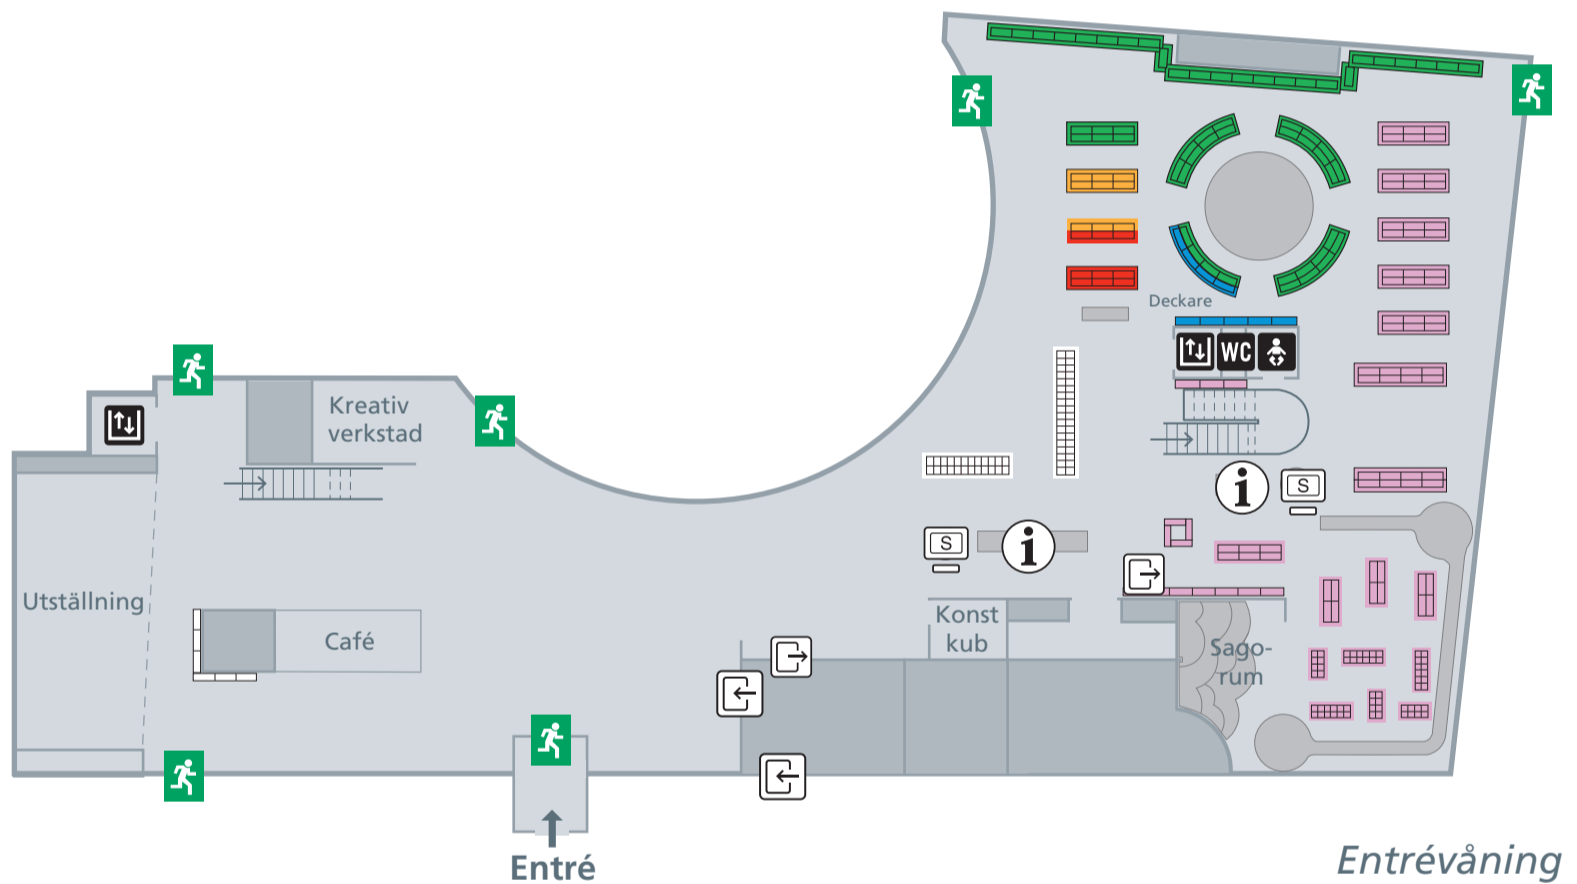 Deckare
WC
Kreativ
verkstad
i
S
S
i
Utställning
Café
Konst
kub
Sago-
rum
Entré
Entrévåning